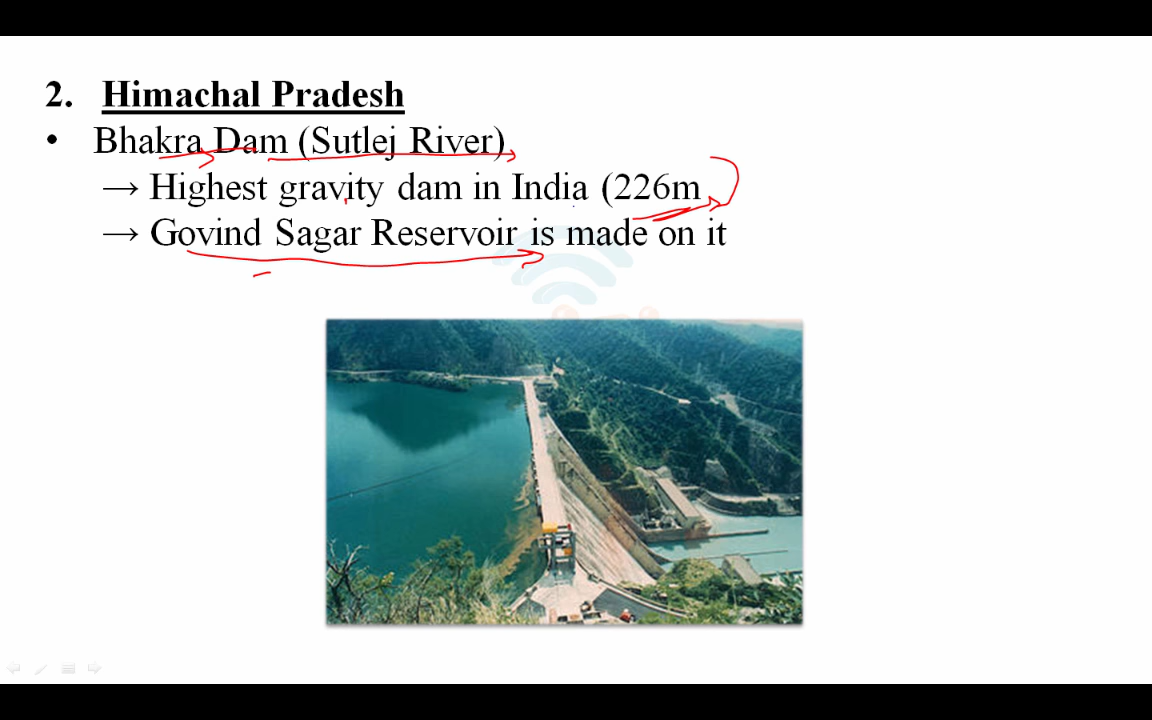 2. Himachal Pradesh
• Bhakra Dam (Sutlej River)
→ Highest gravity dam in India (226m
→ Govind Sagar Reservoir is made on it